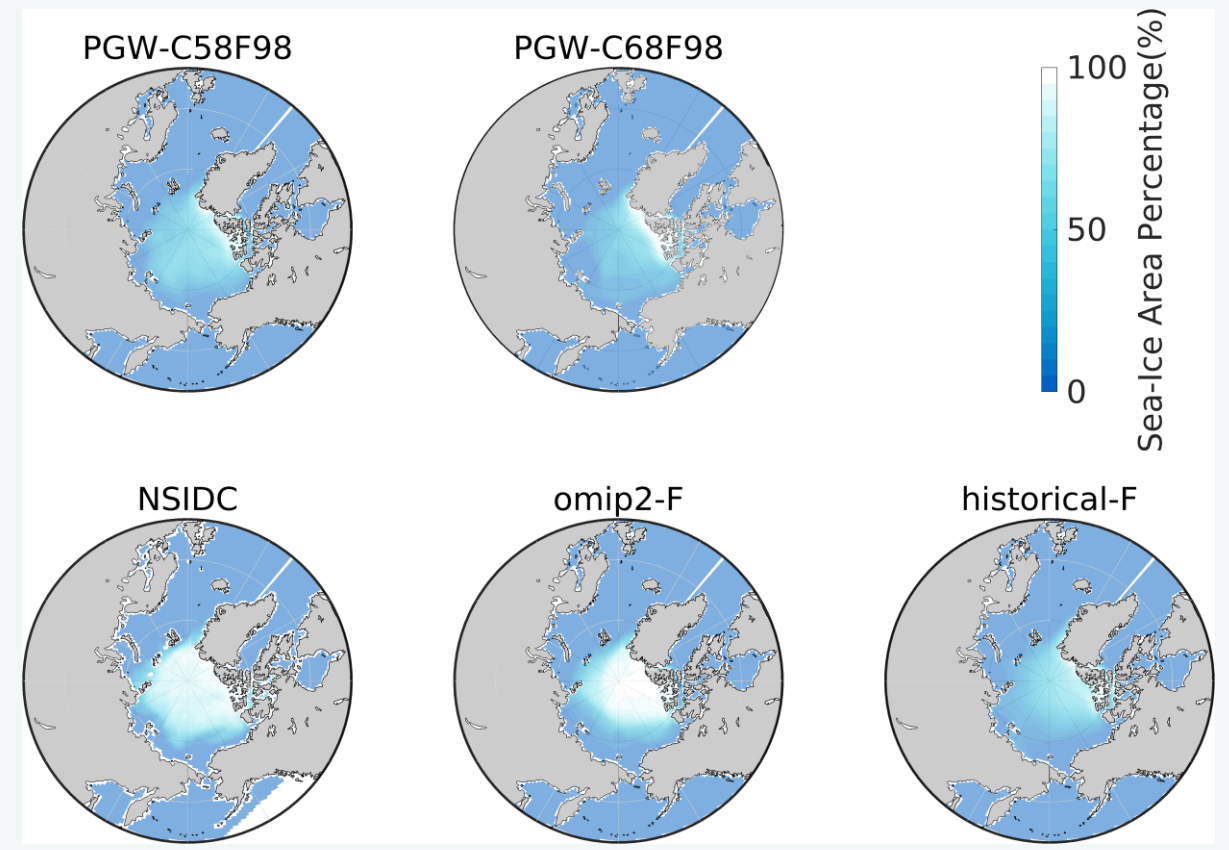 PGW-C58F98
PGW-C68F98
100
50
0
Sea-Ice Area Percentage(%)
NSIDC
omip2-F
historical-F